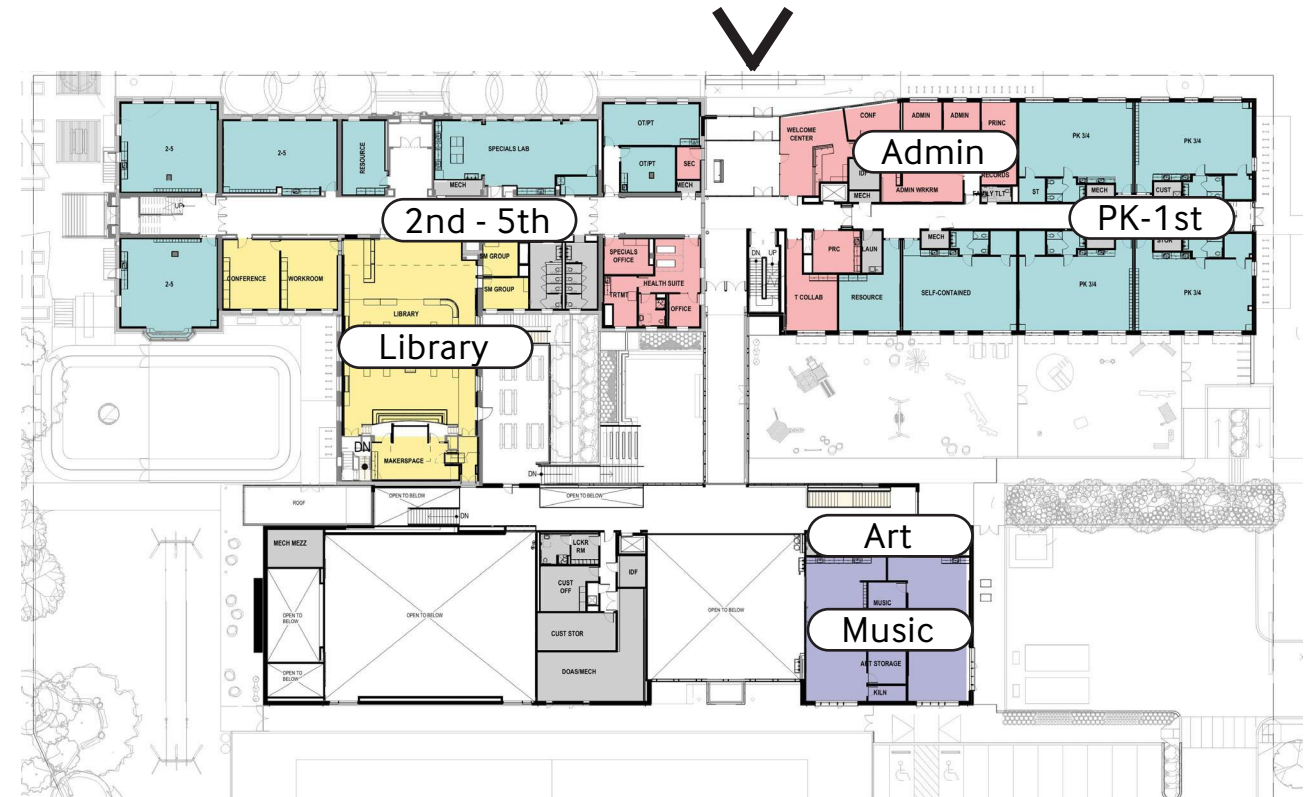 2-5
2-5
RESOURCE
SPECIALS LAB
MECH
OT/PT
OT/PT
SEC
MECH
WELCOME
CENTER
CONF
ADMIN
ADMIN
PRINC
Admin
IDF
MECH
ADMIN WRKRM
RECORDS
FAMILY TLT
PK 3/4
PK 3/4
ST
MECH
CUST
UP
2nd - 5th
PK-1st
2-5
CONFERENCE
WORKROOM
SM GROUP
SM GROUP
LIBRARY
Library
MAKERSPACE
DN
SPECIALS
OFFICE
HEALTH SUITE
TRTMT
OFFICE
DN
UP
PRC
LAUN
MECH
STOR
T COLLAB
RESOURCE
SELF-CONTAINED
PK 3/4
PK 3/4
DN
ROOF
OPEN TO BELOW
DN
OPEN TO BELOW
MECH MEZZ
OPEN TO
BELOW
OPEN TO
BELOW
OPEN TO BELOW
LCKR
RM
CUST
OFF
IDF
CUST STOR
DOAS/MECH
OPEN TO BELOW
Art
MUSIC
Music
ART STORAGE
KILN